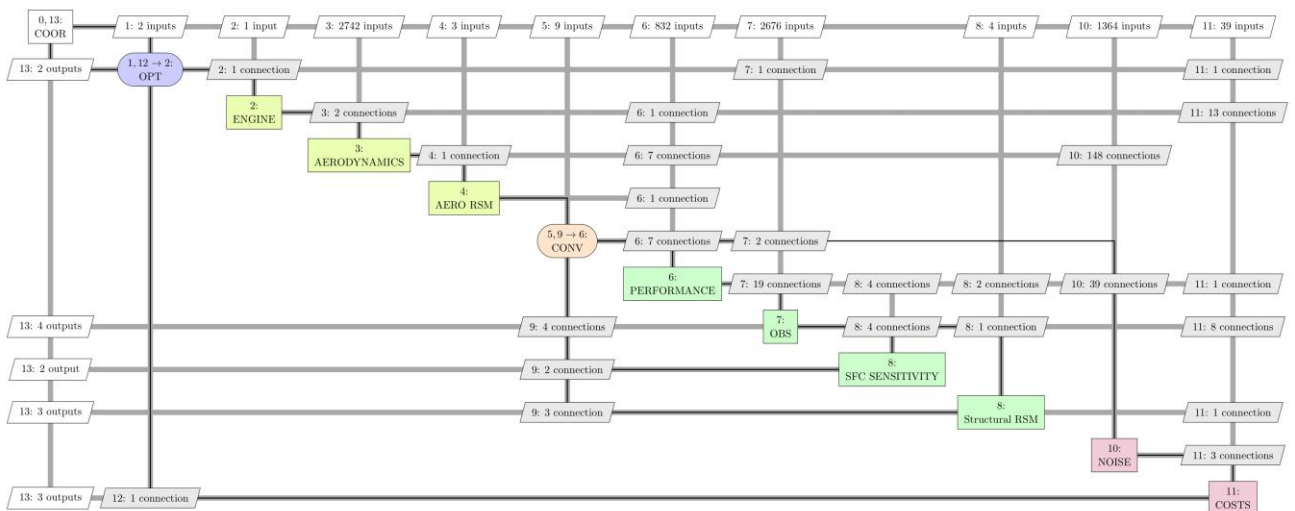 0, 13:
COOR
1: 2 inputs
2: 1 input
3: 2742 inputs
4: 3 inputs
5: 9 inputs
6: 832 inputs
7: 2676 inputs
8: 4 inputs
10: 1364 inputs
11: 39 inputs
13: 2 outputs
1, 12 → 2:
OPT
2: 1 connection
7: 1 connection
11: 1 connection
2:
ENGINE
3: 2 connections
6: 1 connection
11: 13 connections
3:
AERODYNAMICS
4: 1 connection
6: 7 connections
10: 148 connections
4:
AERO RSM
6: 1 connection
5, 9 → 6:
CONV
6: 7 connections
7: 2 connections
6:
PERFORMANCE
7: 19 connections
8: 4 connections
8: 2 connections
10: 39 connections
11: 1 connection
13: 4 outputs
9: 4 connections
7:
OBS
8: 4 connections
8: 1 connection
11: 8 connections
13: 2 output
9: 2 connection
8:
SFC SENSITIVITY
13: 3 outputs
9: 3 connection
8:
Structural RSM
11: 1 connection
10:
NOISE
11: 3 connections
13: 3 outputs
12: 1 connection
11:
COSTS